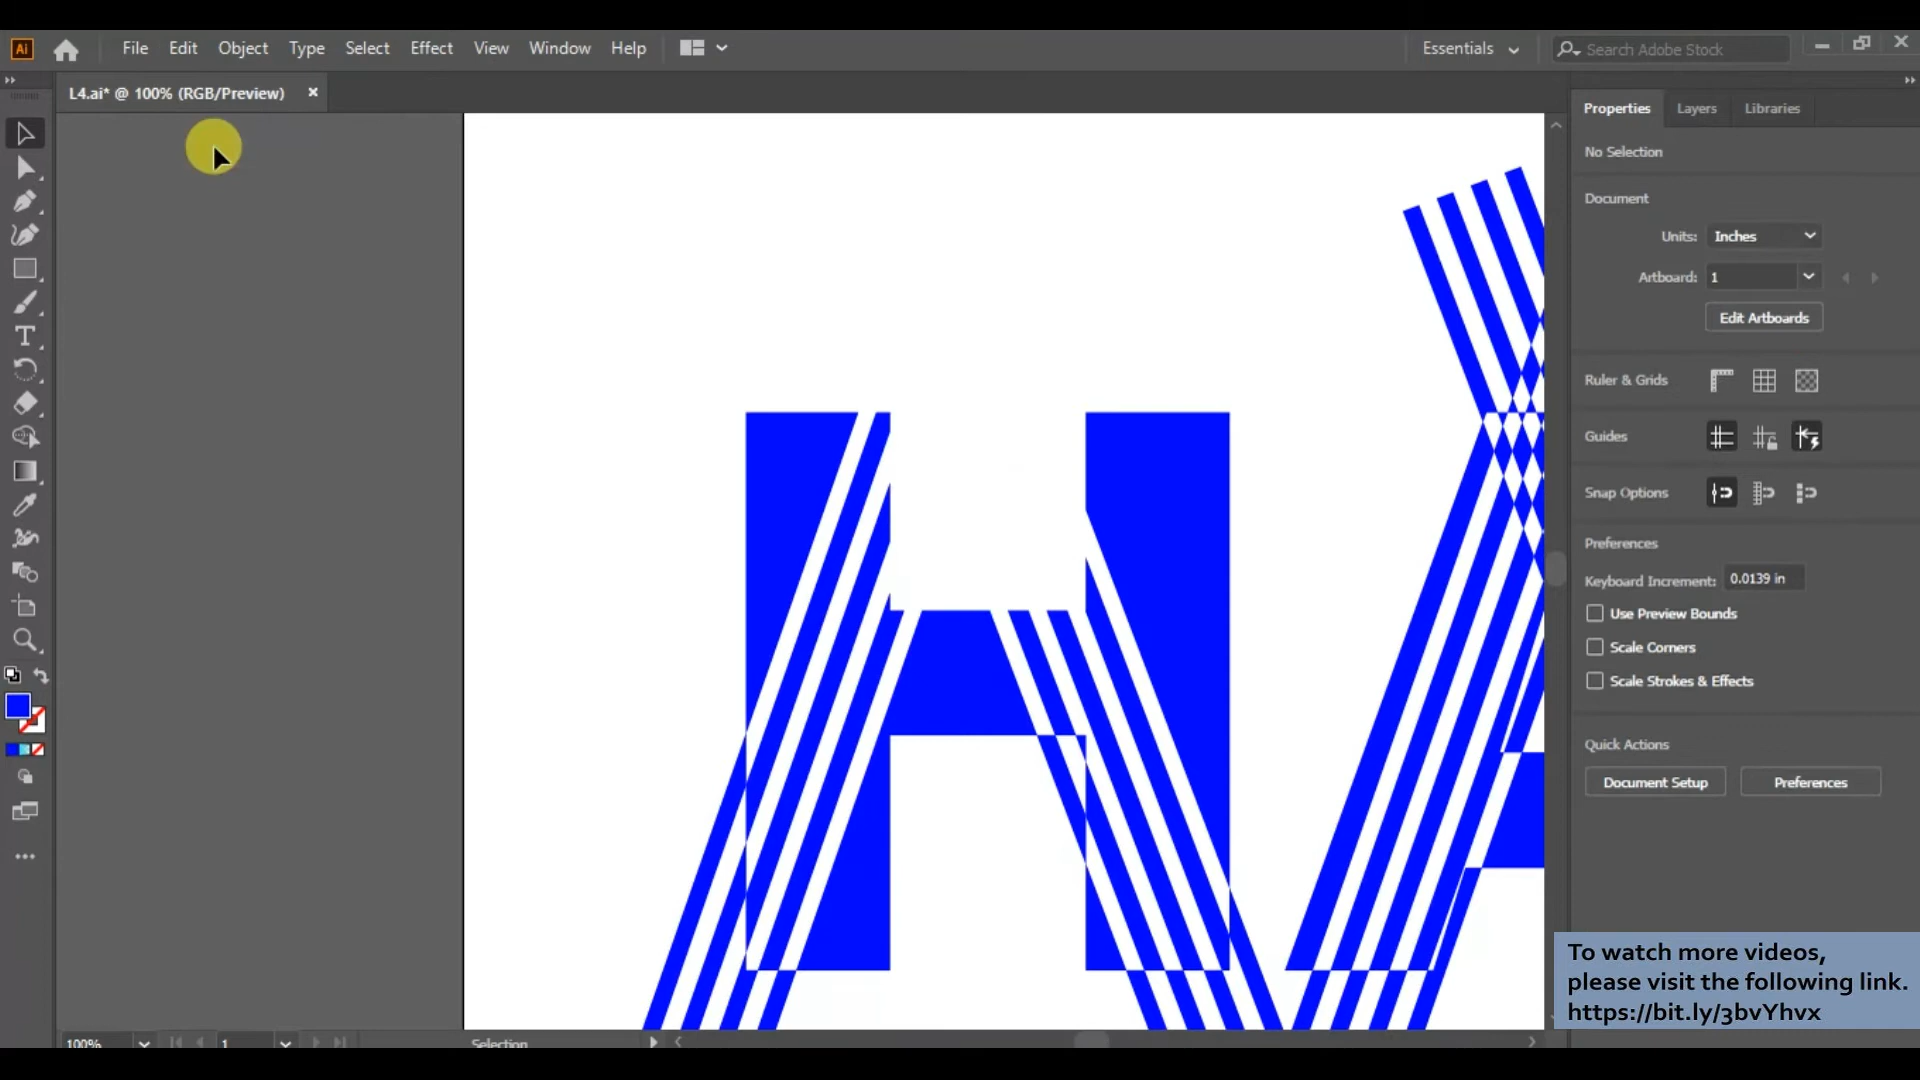 Ai File Edit Object Type Select Effect View Window Help Essentials Search Adobe Stock
L4.ai* @ 100% (RGB/Preview) ×
Properties Layers Libraries
No Selection
Document
Units: Inches
Artboard: 1
Edit Artboards
Ruler & Grids
Guides
Snap Options
Preferences
Keyboard Increment: 0.0139 in
Use Preview Bounds
Scale Corners
Scale Strokes & Effects
Quick Actions
Document Setup Preferences
To watch more videos,
please visit the following link.
https://bit.ly/3bvYhvx
100% 1 Selection